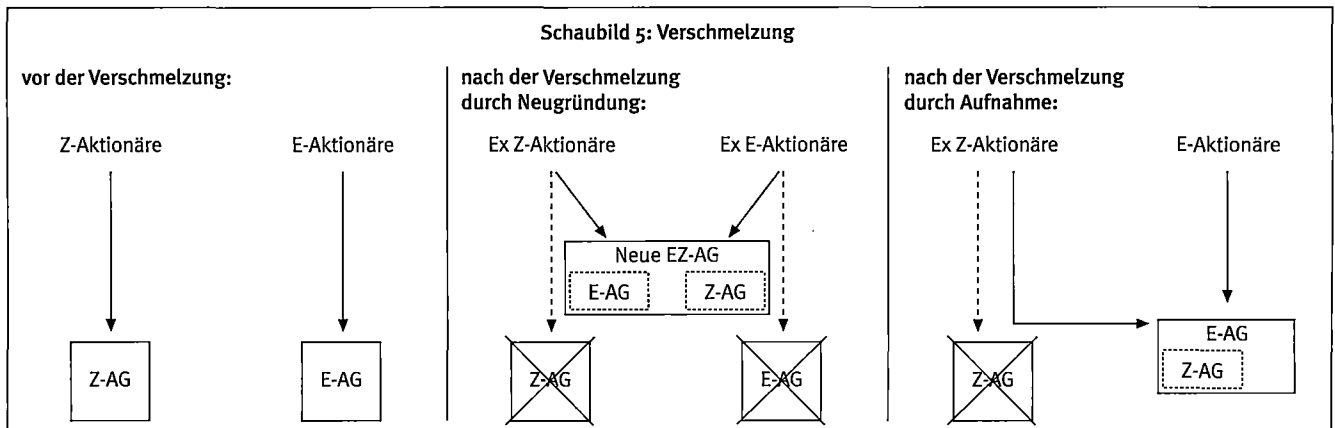 Schaubild 5: Verschmelzung
vor der Verschmelzung:
Z-Aktionäre
E-Aktionäre
Z-AG
E-AG
nach der Verschmelzung
durch Neugründung:
Ex Z-Aktionäre
Ex E-Aktionäre
Neue EZ-AG
E-AG
Z-AG
Z-AG
E-AG
nach der Verschmelzung
durch Aufnahme:
Ex Z-Aktionäre
E-Aktionäre
Z-AG
E-AG
Z-AG